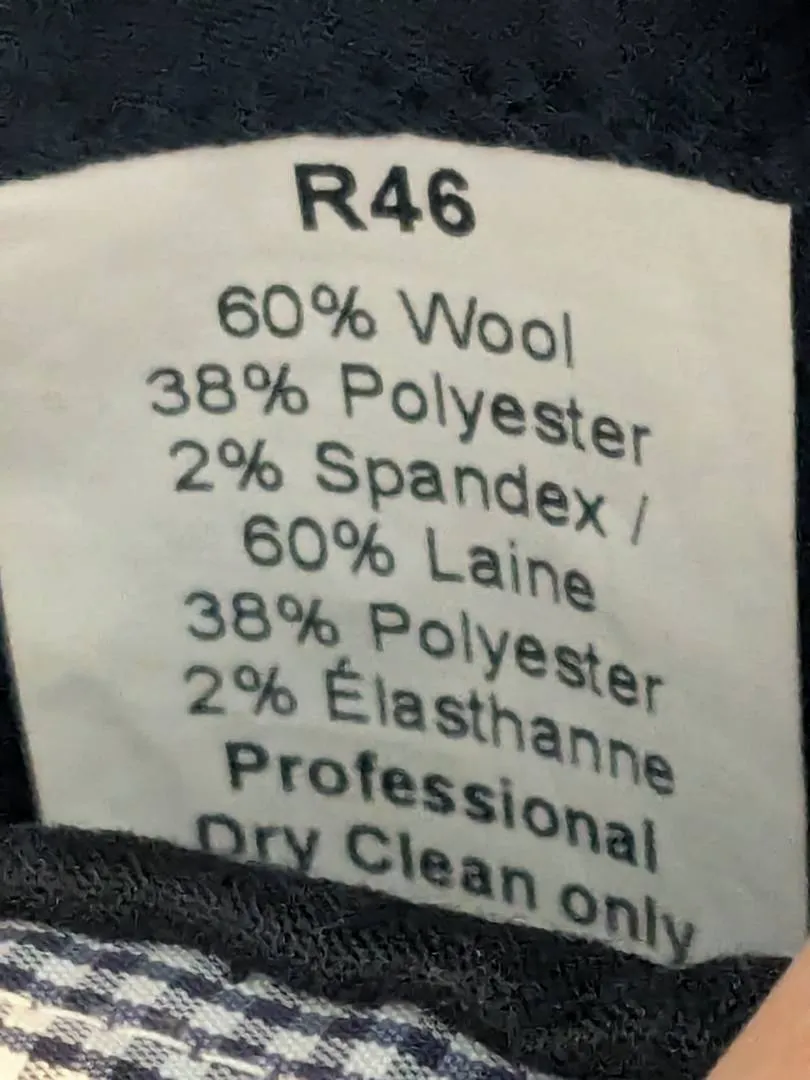 R46
60% Wool
38% Polyester
2% Spandex /
60% Laine
38% Polyester
2% Élasthanne
Professional
Dry Clean only